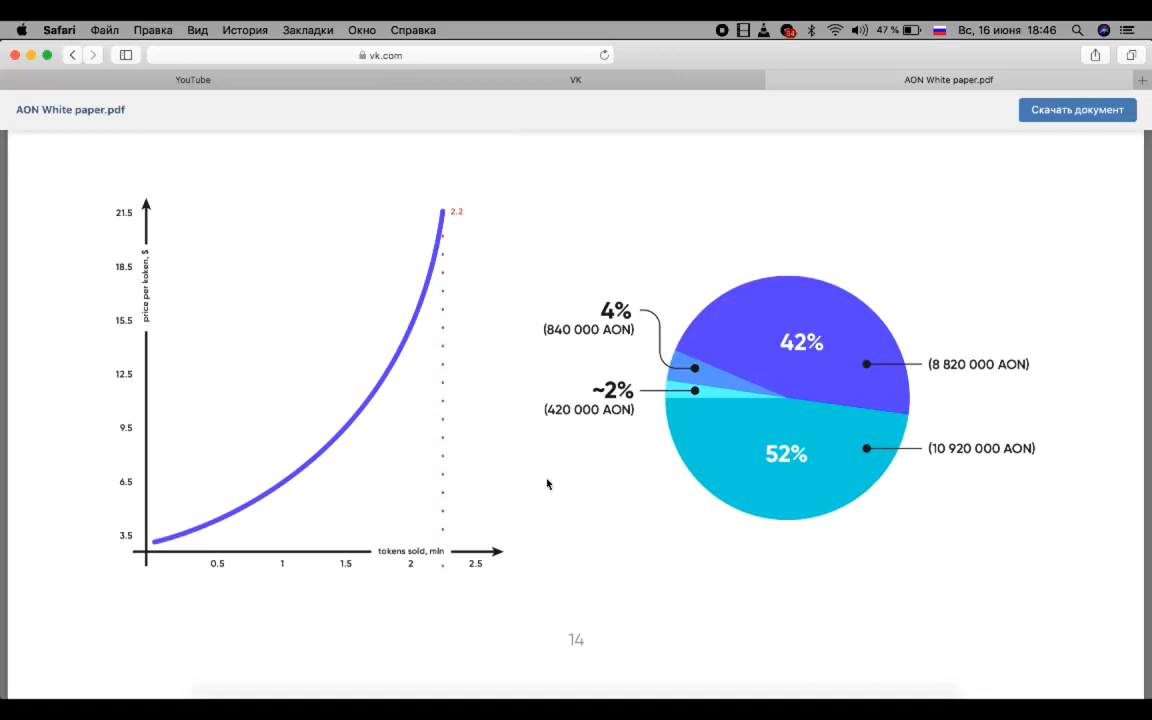 Safari Файл Правка Вид История Закладки Окно Справка 47 % Вс, 16 июня 18:46
vk.com
YouTube VK AON White paper.pdf
AON White paper.pdf Скачать документ
21.5
18.5
15.5
12.5
9.5
6.5
3.5
price per koken, $
2.2
tokens sold, mln
0.5 1 1.5 2 2.5
4%
(840 000 AON)
~2%
(420 000 AON)
42%
(8 820 000 AON)
52%
(10 920 000 AON)
14